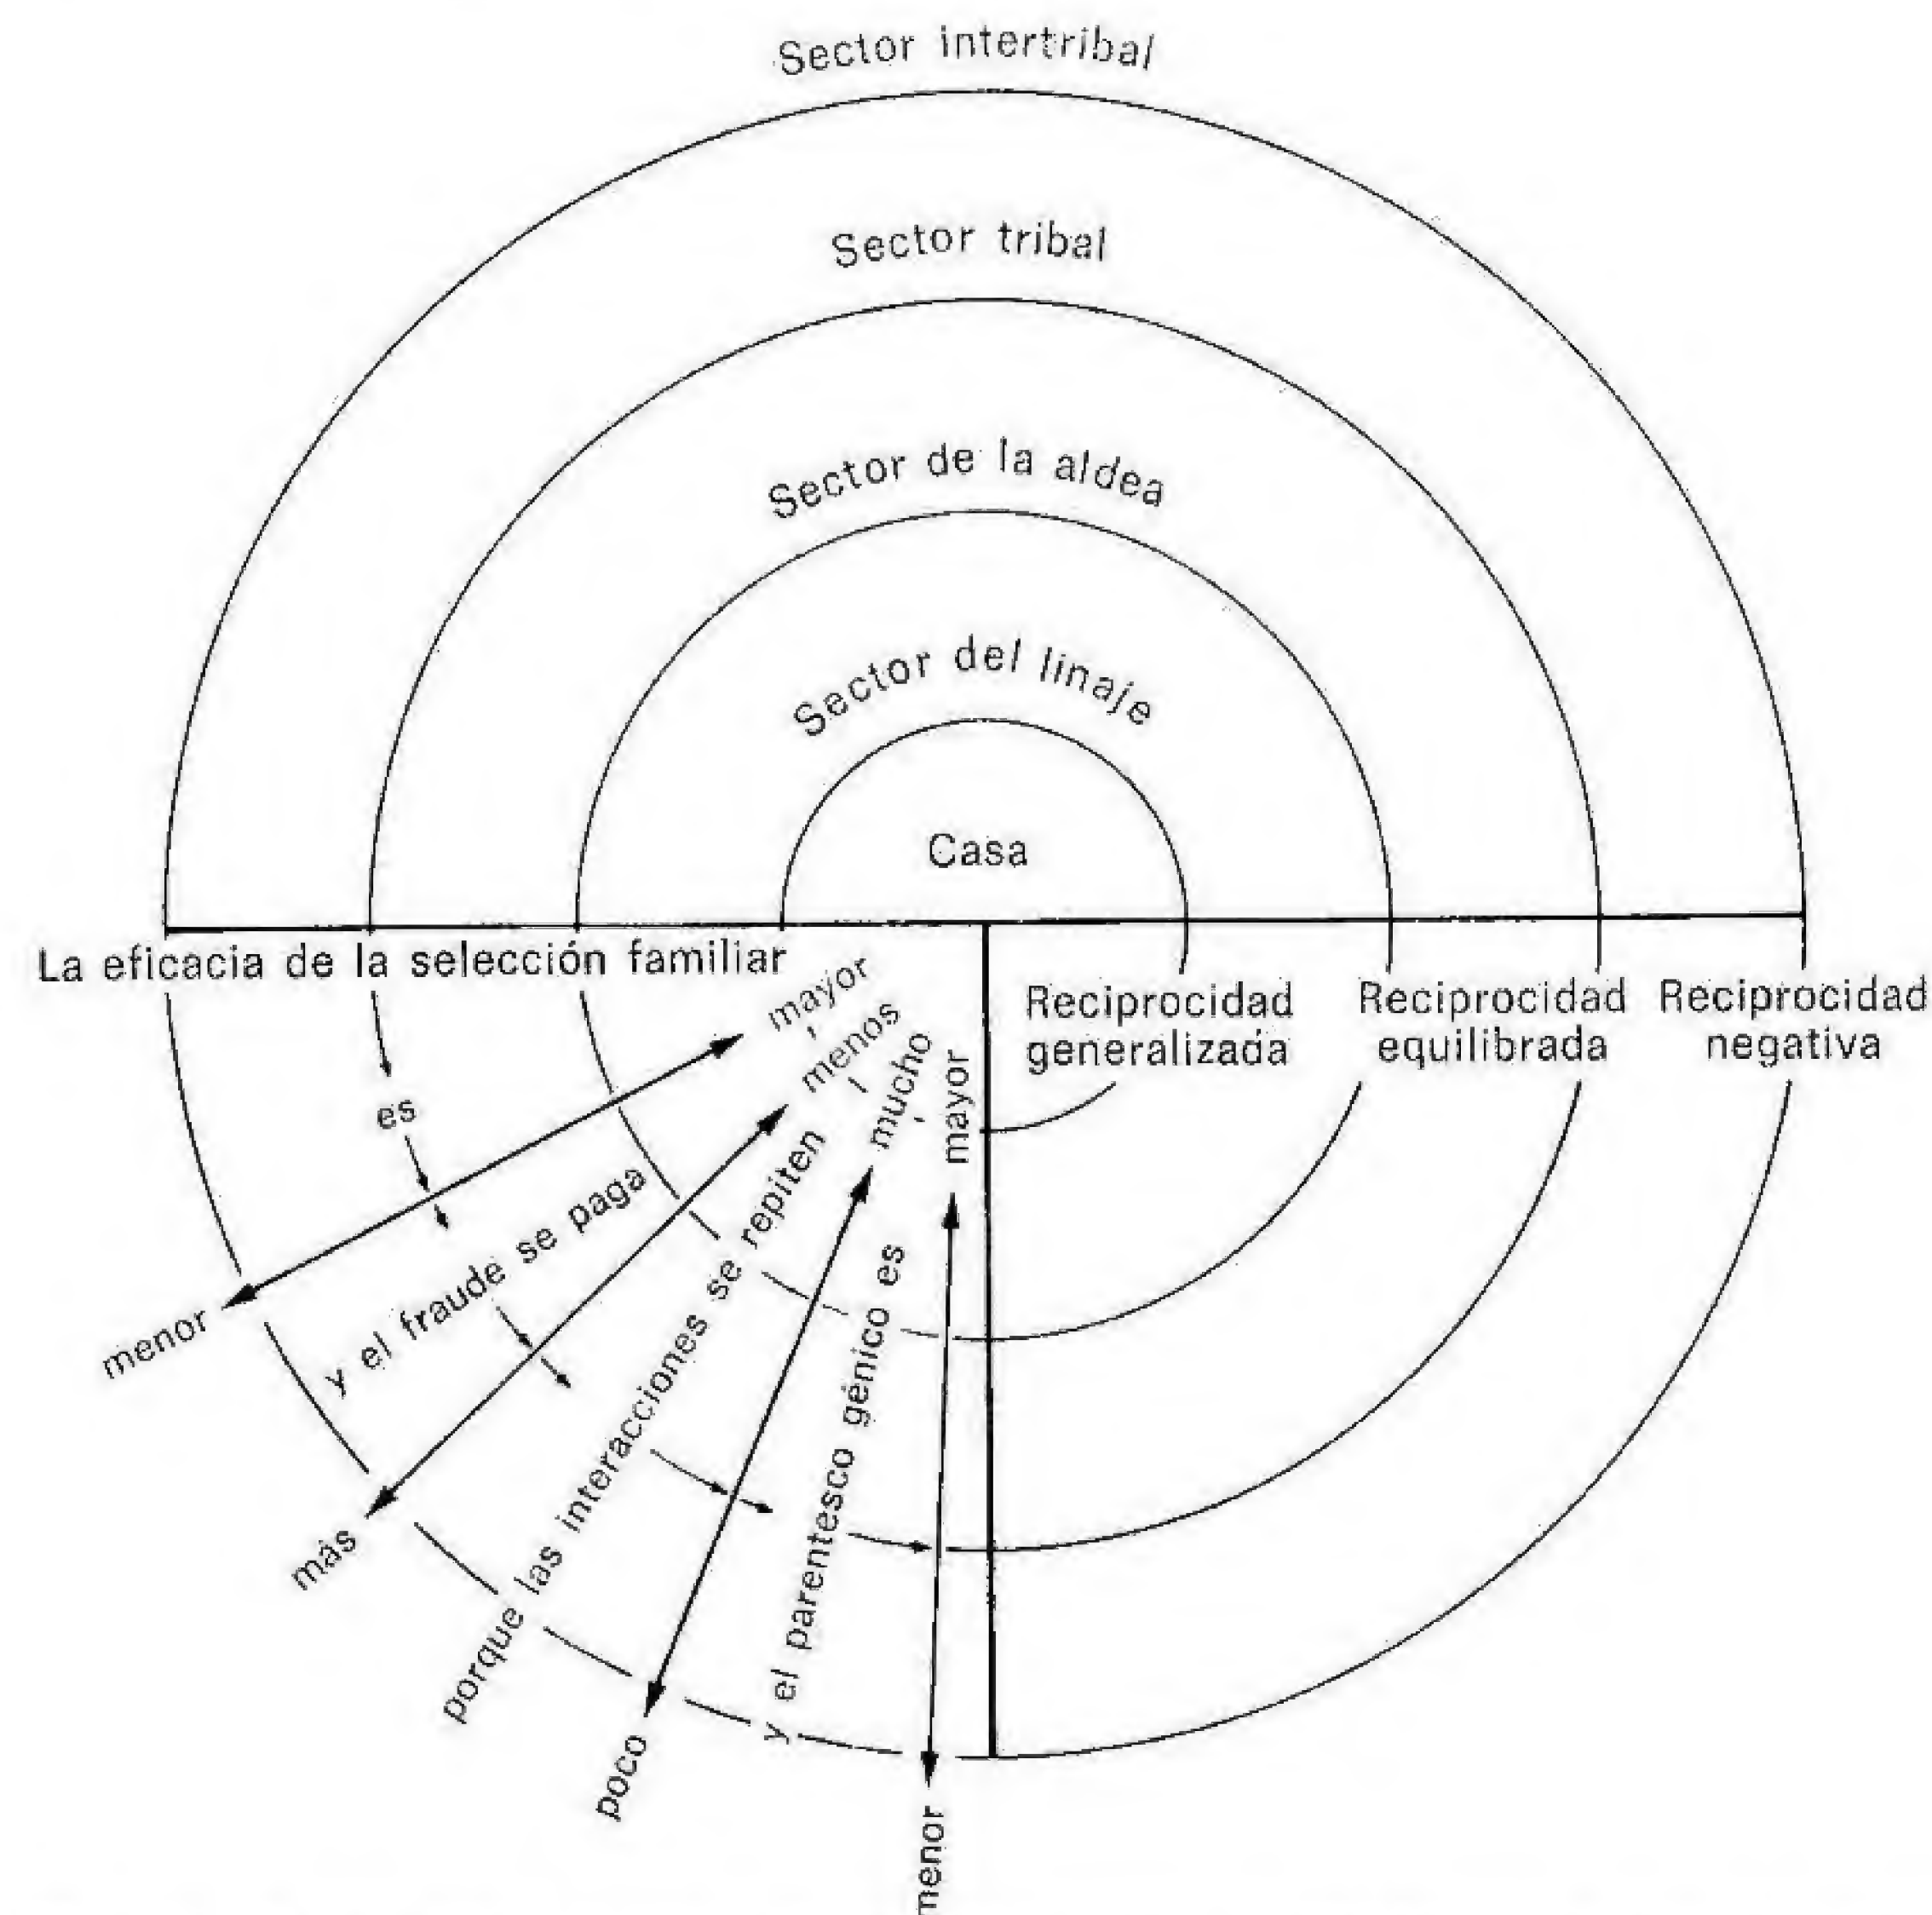 Sector intertribal
Sector tribal
Sector de la aldea
Sector del linaje
Casa
La eficacia de la selección familiar
es
mayor
menor
y el fraude se paga
menos
más
porque las interacciones se repiten
mucho
poco
y el parentesco génico es
mayor
menor
Reciprocidad
generalizada
Reciprocidad
equilibrada
Reciprocidad
negativa